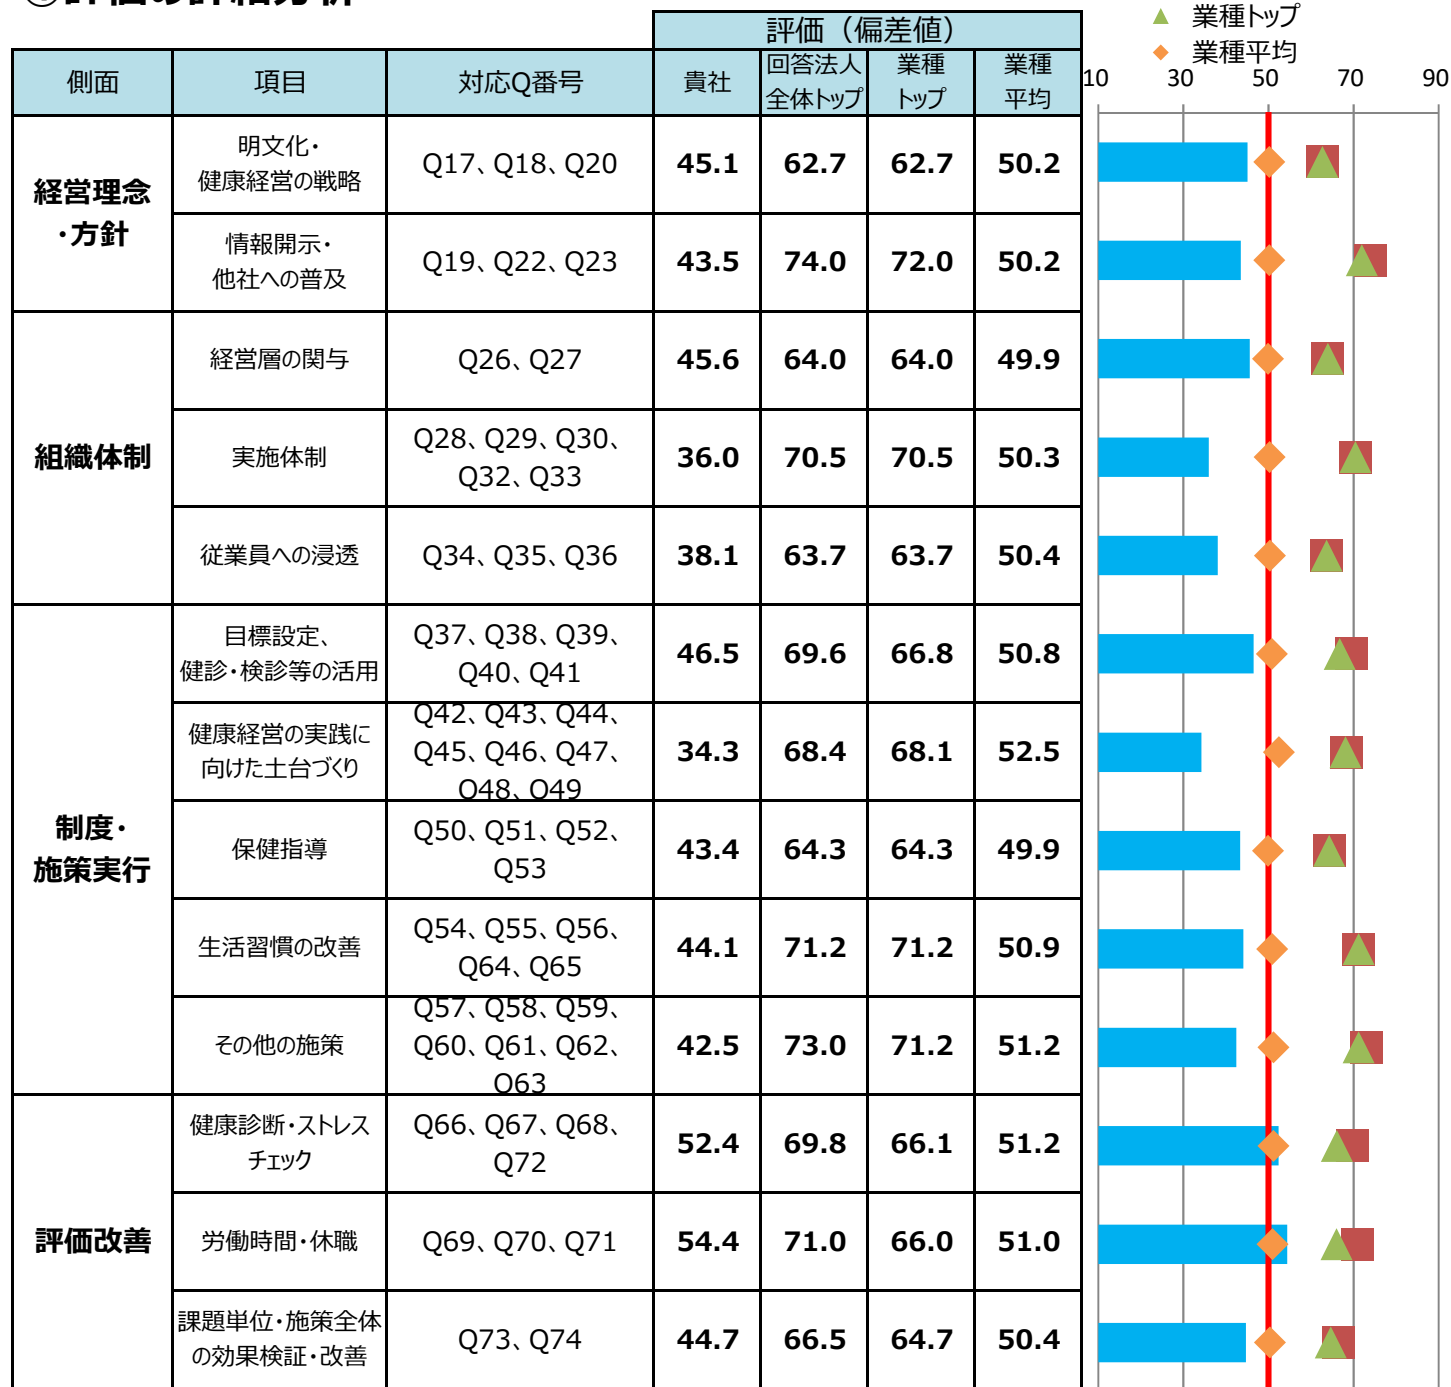 評価（偏差値）
側面 項目 対応Q番号 貴社 回答法人 業種 業種
全体トップ トップ 平均
▲ 業種トップ
◆ 業種平均
10 30 50 70 90
経営理念
・方針
明文化・
健康経営の戦略
Q17、Q18、Q20 45.1 62.7 62.7 50.2
情報開示・
他社への普及
Q19、Q22、Q23 43.5 74.0 72.0 50.2
組織体制
経営層の関与 Q26、Q27 45.6 64.0 64.0 49.9
実施体制
Q28、Q29、Q30、
Q32、Q33
36.0 70.5 70.5 50.3
従業員への浸透 Q34、Q35、Q36 38.1 63.7 63.7 50.4
制度・
施策実行
目標設定、
健診・検診等の活用
Q37、Q38、Q39、
Q40、Q41
46.5 69.6 66.8 50.8
健康経営の実践に
向けた土台づくり
Q42、Q43、Q44、
Q45、Q46、Q47、
Q48、Q49
34.3 68.4 68.1 52.5
保健指導
Q50、Q51、Q52、
Q53
43.4 64.3 64.3 49.9
生活習慣の改善
Q54、Q55、Q56、
Q64、Q65
44.1 71.2 71.2 50.9
その他の施策
Q57、Q58、Q59、
Q60、Q61、Q62、
Q63
42.5 73.0 71.2 51.2
評価改善
健康診断・ストレス
チェック
Q66、Q67、Q68、
Q72
52.4 69.8 66.1 51.2
労働時間・休職 Q69、Q70、Q71 54.4 71.0 66.0 51.0
課題単位・施策全体
の効果検証・改善
Q73、Q74 44.7 66.5 64.7 50.4